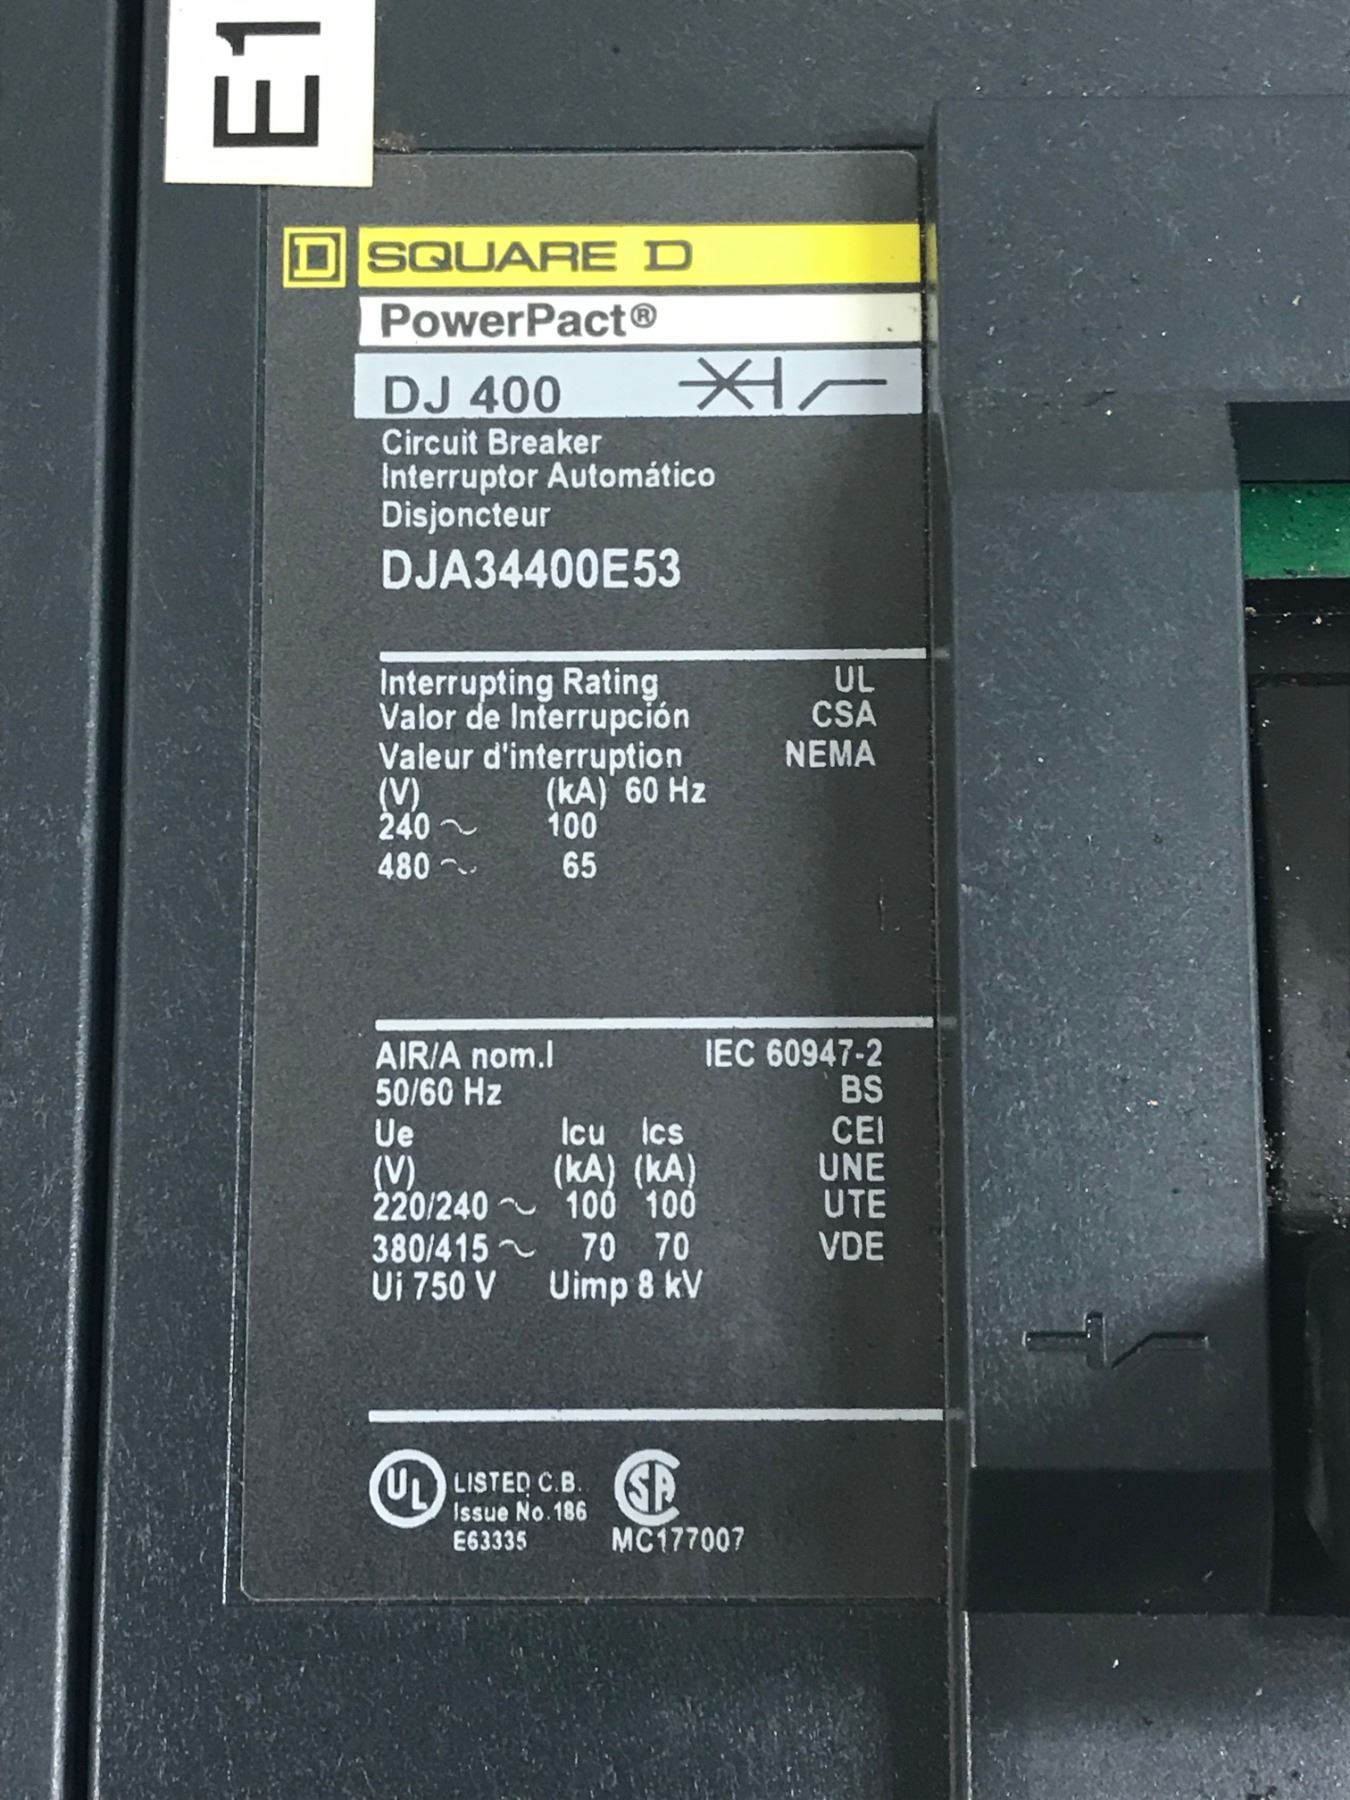 E1
D SQUARE D
PowerPact®
DJ 400
Circuit Breaker
Interruptor Automático
Disjoncteur
DJA34400E53
Interrupting Rating UL
Valor de Interrupción CSA
Valeur d'interruption NEMA
(V) (kA) 60 Hz
240 ~ 100
480 ~ 65
AIR/A nom.I IEC 60947-2
50/60 Hz BS
Ue Icu Ics CEI
(V) (kA) (kA) UNE
220/240 ~ 100 100 UTE
380/415 ~ 70 70 VDE
Ui 750 V Uimp 8 kV
UL LISTED C.B. SA
Issue No. 186
E63335 MC177007